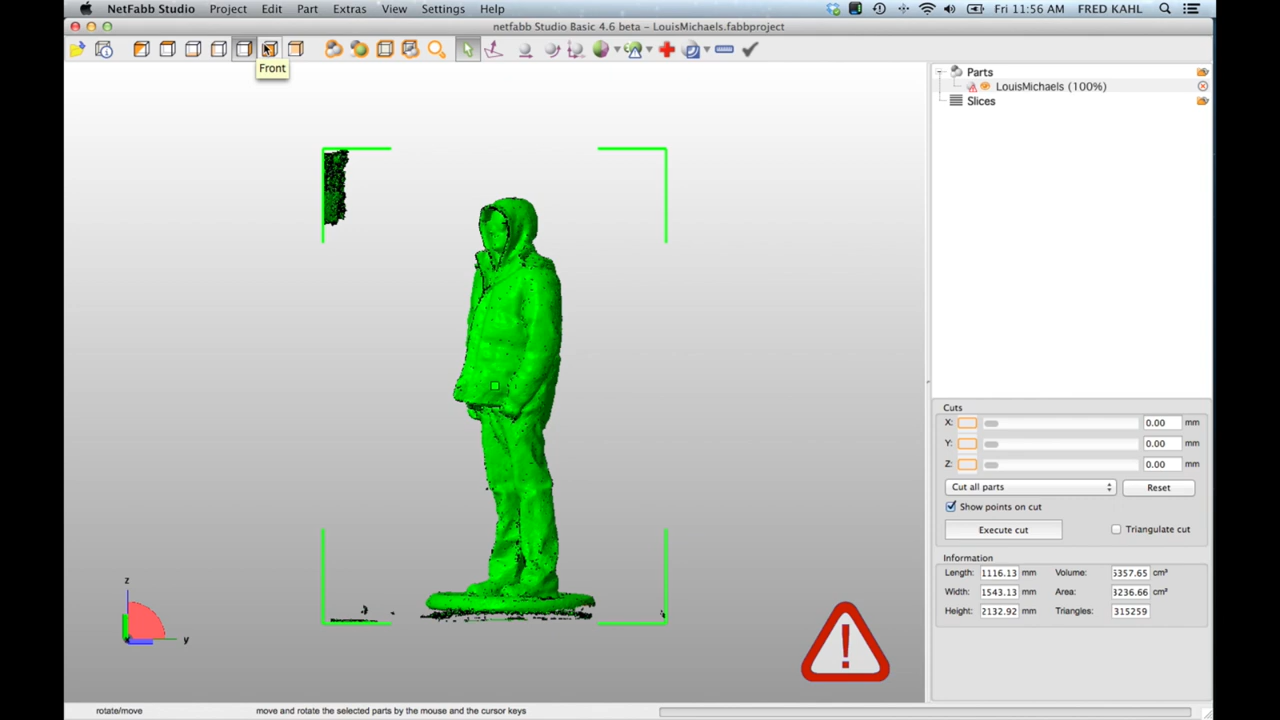 NetFabb Studio Project Edit Part Extras View Settings Help Fri 11:56 AM FRED KAHL
netfabb Studio Basic 4.6 beta - LouisMichaels.fabbproject
Front
Parts
LouisMichaels (100%)
Slices
Cuts
X: 0.00 mm
Y: 0.00 mm
Z: 0.00 mm
Cut all parts Reset
Show points on cut
Execute cut Triangulate cut
Information
Length: 1116.13 mm Volume: 5357.65 cm³
Width: 1543.13 mm Area: 3236.66 cm²
Height: 2132.92 mm Triangles: 315259
z
y
rotate/move move and rotate the selected parts by the mouse and the cursor keys